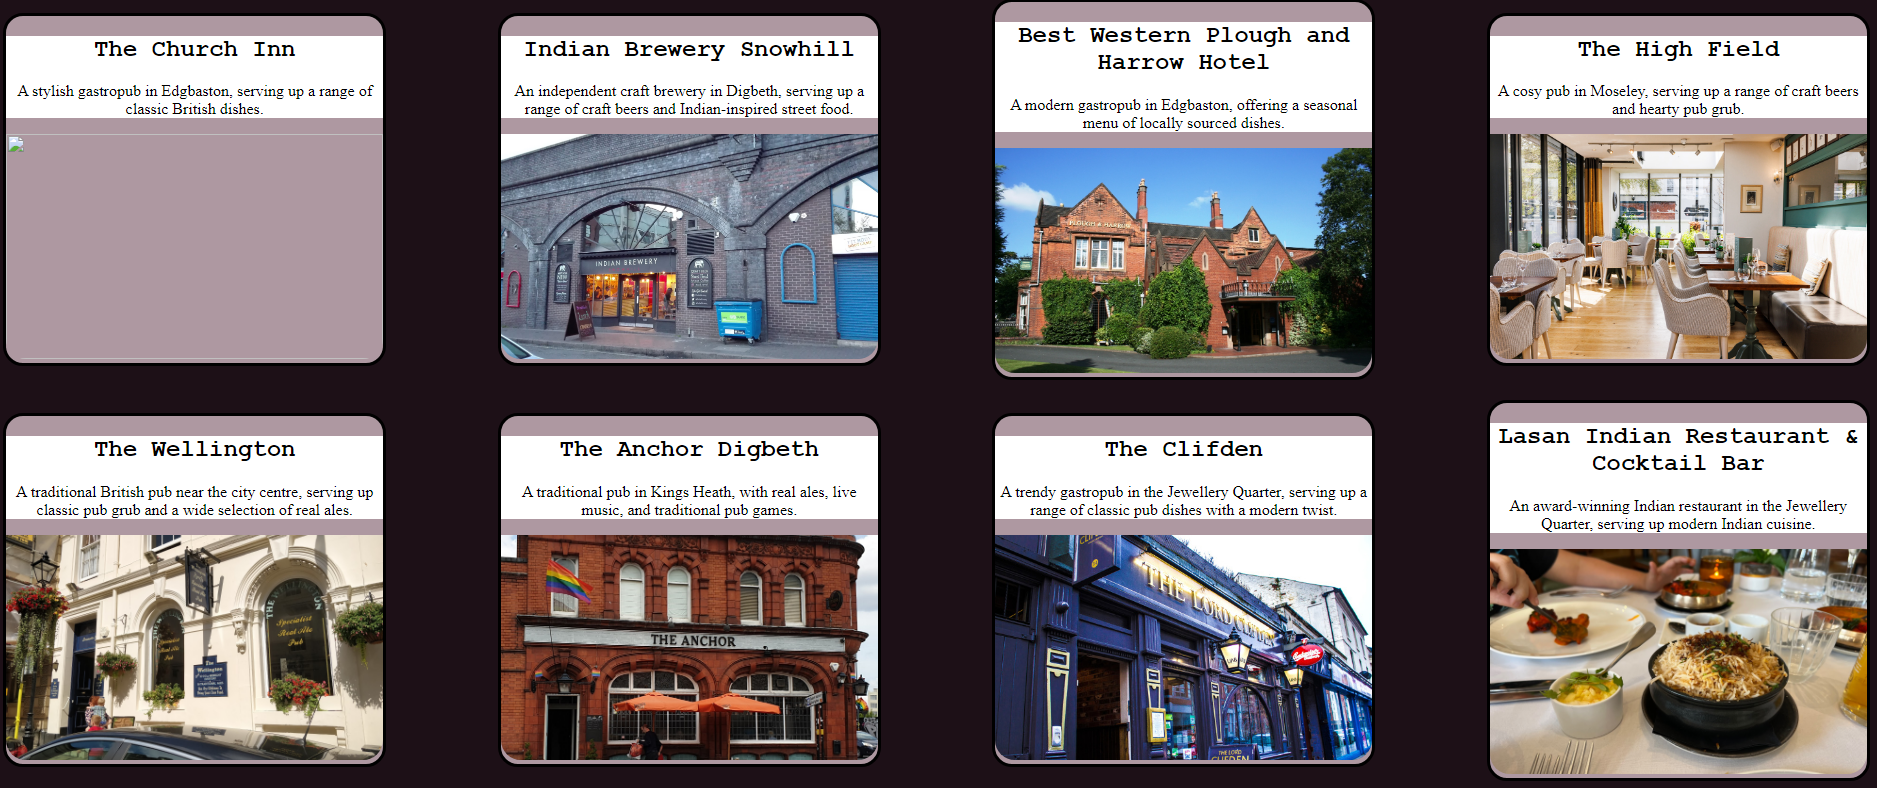 The Church Inn
A stylish gastropub in Edgbaston, serving up a range of
classic British dishes.
Indian Brewery Snowhill
An independent craft brewery in Digbeth, serving up a
range of craft beers and Indian-inspired street food.
INDIAN BREWERY
Best Western Plough and
Harrow Hotel
A modern gastropub in Edgbaston, offering a seasonal
menu of locally sourced dishes.
PLOUGH & HARROW
The High Field
A cosy pub in Moseley, serving up a range of craft beers
and hearty pub grub.
The Wellington
A traditional British pub near the city centre, serving up
classic pub grub and a wide selection of real ales.
Specialist
Real Ale
Pub
The
Wellington
The Anchor Digbeth
A traditional pub in Kings Heath, with real ales, live
music, and traditional pub games.
THE ANCHOR
The Clifden
A trendy gastropub in the Jewellery Quarter, serving up a
range of classic pub dishes with a modern twist.
THE LORD CLIFDEN
THE LORD
CLIFDEN
Lasan Indian Restaurant &
Cocktail Bar
An award-winning Indian restaurant in the Jewellery
Quarter, serving up modern Indian cuisine.